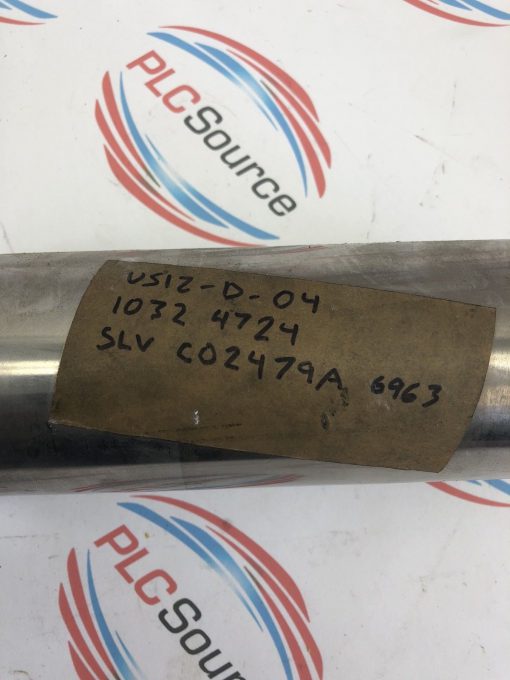 PLCSource
US12-D-04
1032 4724
SLV C02479A 6963
PLCSource